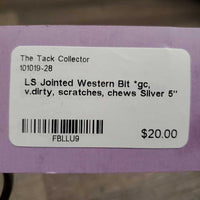 The Tack Collector
101019-28
LS Jointed Western Bit *gc,
v.dirty, scratches, chews Silver 5"
FBLLU9
$20.00